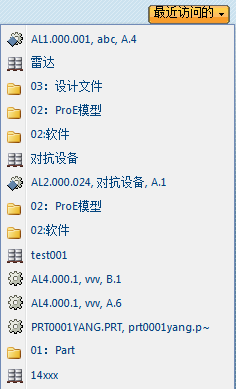 最近访问的
AL1.000.001, abc, A.4
雷达
03：设计文件
02：ProE模型
02:软件
对抗设备
AL2.000.024, 对抗设备, A.1
02：ProE模型
02:软件
test001
AL4.000.1, vvv, B.1
AL4.000.1, vvv, A.6
PRT0001YANG.PRT, prt0001yang.p~
01：Part
14xxx